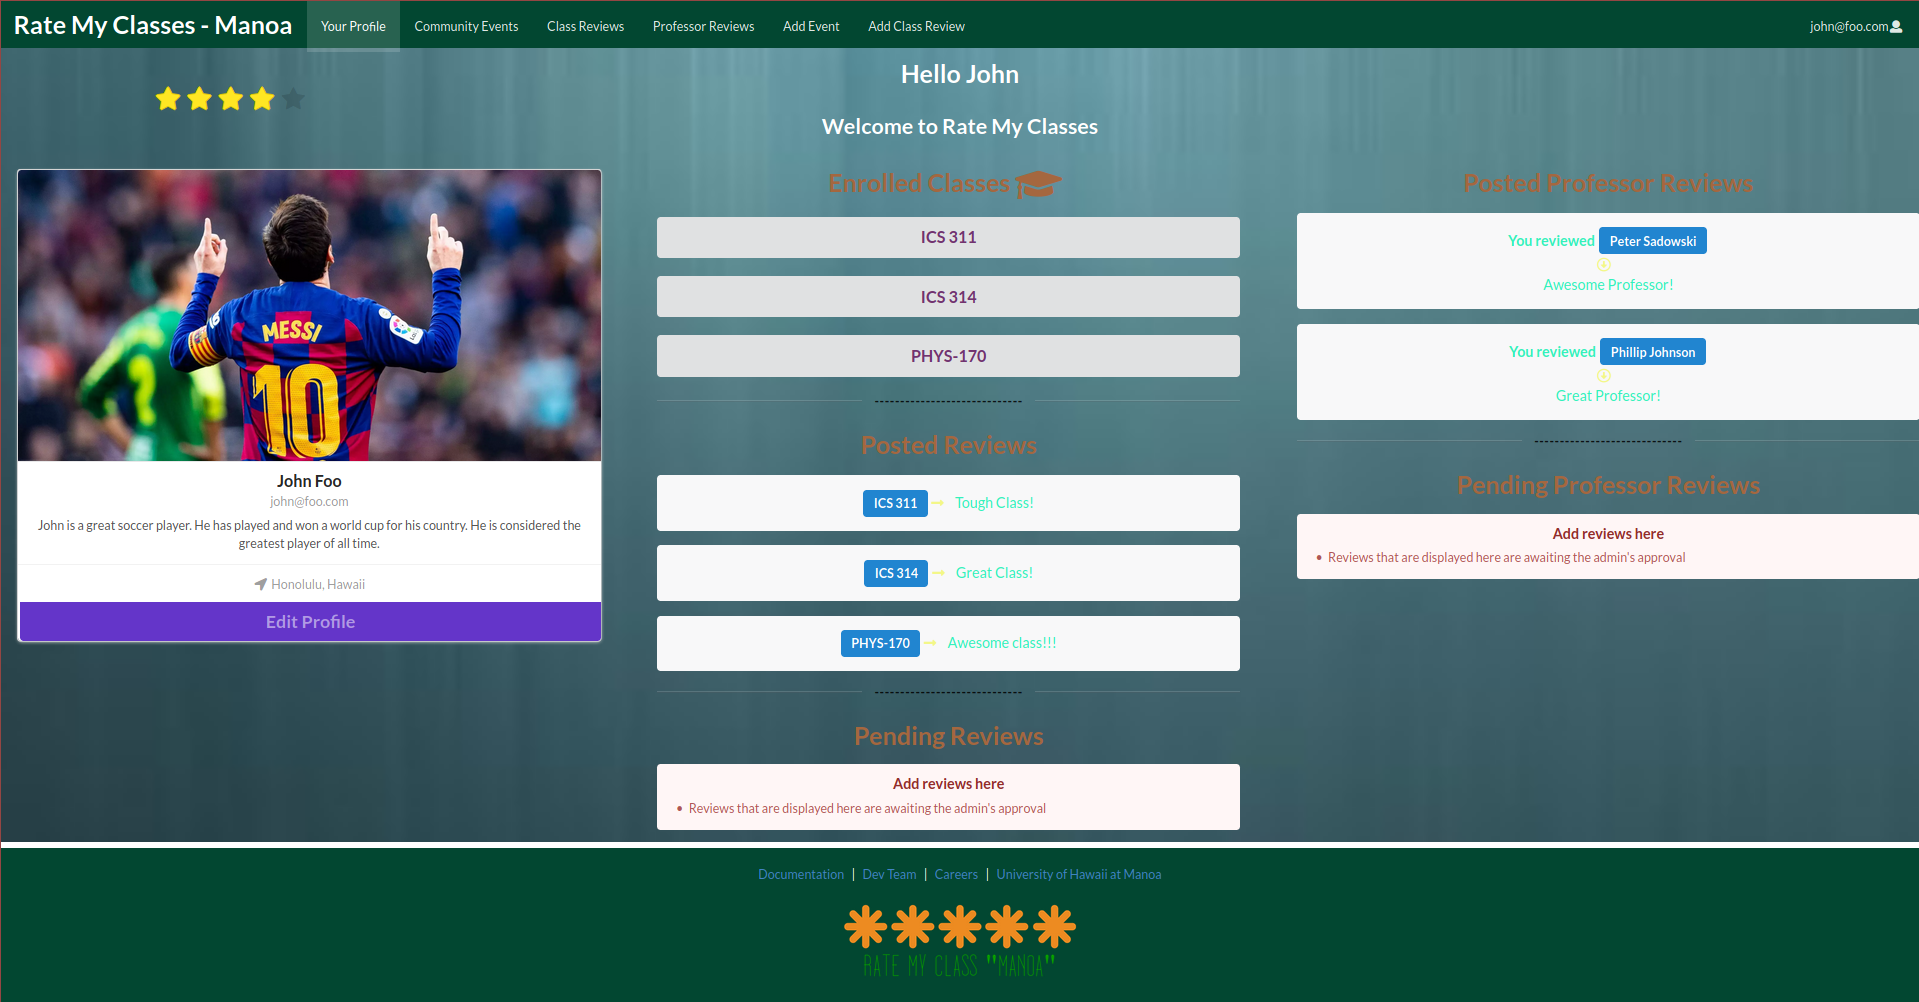 Rate My Classes - Manoa
Your Profile
Community Events
Class Reviews
Professor Reviews
Add Event
Add Class Review
john@foo.com
Hello John
Welcome to Rate My Classes
MESSI
10
John Foo
john@foo.com
John is a great soccer player. He has played and won a world cup for his country. He is considered the
greatest player of all time.
Honolulu, Hawaii
Edit Profile
Enrolled Classes
ICS 311
ICS 314
PHYS-170
-----------------------------
Posted Reviews
ICS 311 Tough Class!
ICS 314 Great Class!
PHYS-170 Awesome class!!!
-----------------------------
Pending Reviews
Add reviews here
• Reviews that are displayed here are awaiting the admin's approval
Posted Professor Reviews
You reviewed Peter Sadowski
Awesome Professor!
You reviewed Phillip Johnson
Great Professor!
-----------------------------
Pending Professor Reviews
Add reviews here
• Reviews that are displayed here are awaiting the admin's approval
Documentation | Dev Team | Careers | University of Hawaii at Manoa
RATE MY CLASS "MANOA"